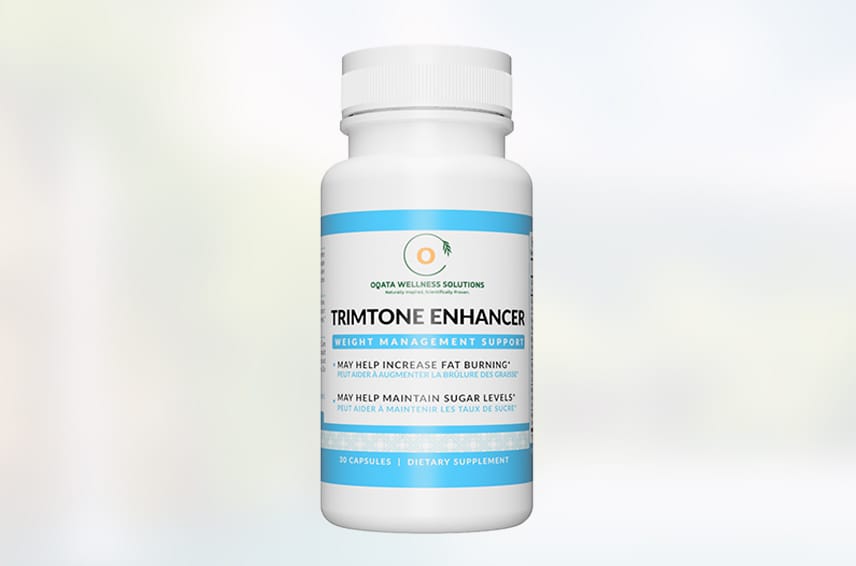 O
OQATA WELLNESS SOLUTIONS
Naturally Inspired, Scientifically Proven.
TRIMTONE ENHANCER
WEIGHT MANAGEMENT SUPPORT
• MAY HELP INCREASE FAT BURNING*
PEUT AIDER À AUGMENTER LA BRÛLURE DES GRAISSE*
• MAY HELP MAINTAIN SUGAR LEVELS*
PEUT AIDER À MAINTENIR LES TAUX DE SUCRE*
30 CAPSULES | DIETARY SUPPLEMENT